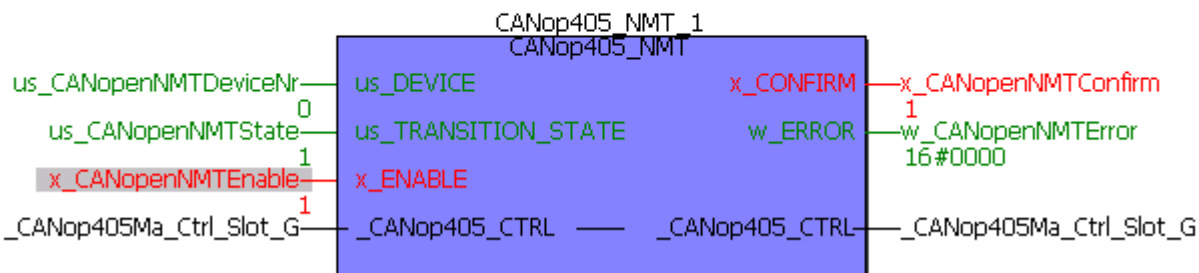 CANop405_NMT_1
CANop405_NMT
us_CANopenNMTDeviceNr us_DEVICE x_CONFIRM x_CANopenNMTConfirm
0 1
us_CANopenNMTState us_TRANSITION_STATE w_ERROR w_CANopenNMTError
1 16#0000
x_CANopenNMTEnable x_ENABLE
1
_CANop405Ma_Ctrl_Slot_G _CANop405_CTRL _CANop405_CTRL _CANop405Ma_Ctrl_Slot_G